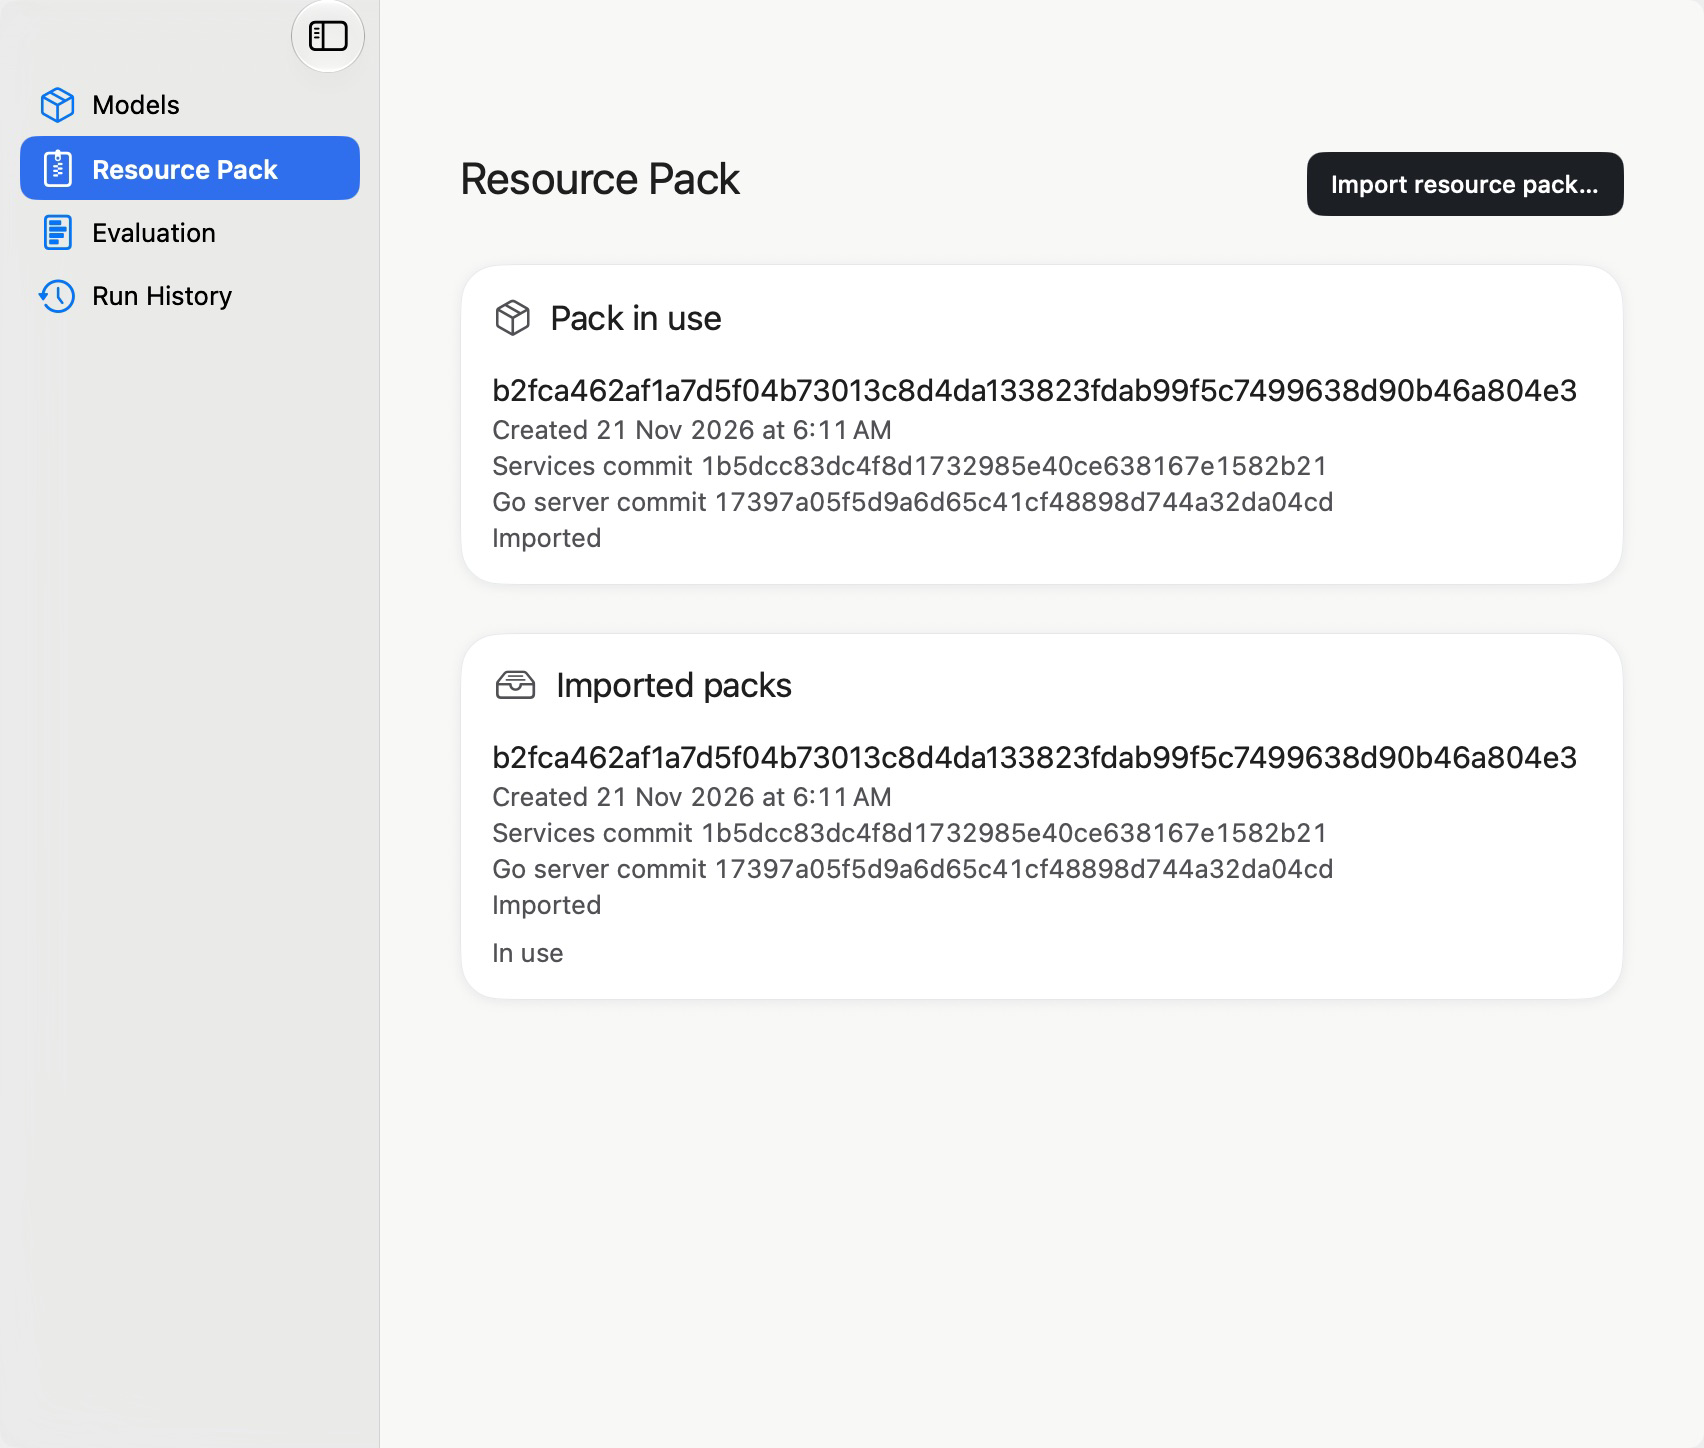 Models
Resource Pack
Evaluation
Run History
Resource Pack
Import resource pack...
Pack in use
b2fca462af1a7d5f04b73013c8d4da133823fdab99f5c7499638d90b46a804e3
Created 21 Nov 2026 at 6:11 AM
Services commit 1b5dcc83dc4f8d1732985e40ce638167e1582b21
Go server commit 17397a05f5d9a6d65c41cf48898d744a32da04cd
Imported
Imported packs
b2fca462af1a7d5f04b73013c8d4da133823fdab99f5c7499638d90b46a804e3
Created 21 Nov 2026 at 6:11 AM
Services commit 1b5dcc83dc4f8d1732985e40ce638167e1582b21
Go server commit 17397a05f5d9a6d65c41cf48898d744a32da04cd
Imported
In use